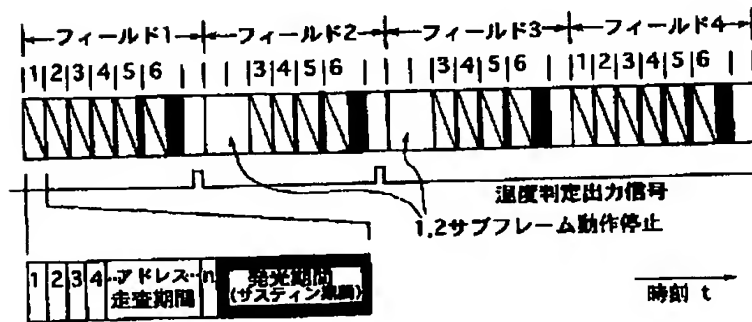 フィールド1 フィールド2 フィールド3 フィールド4
1 2 3 4 5 6 3 4 5 6 3 4 5 6 1 2 3 4 5 6
温度判定出力信号
1,2サブフレーム動作停止
1 2 3 4 ‥アドレス‥ n 発光期間
走査期間 (サスティン期間)
時刻 t